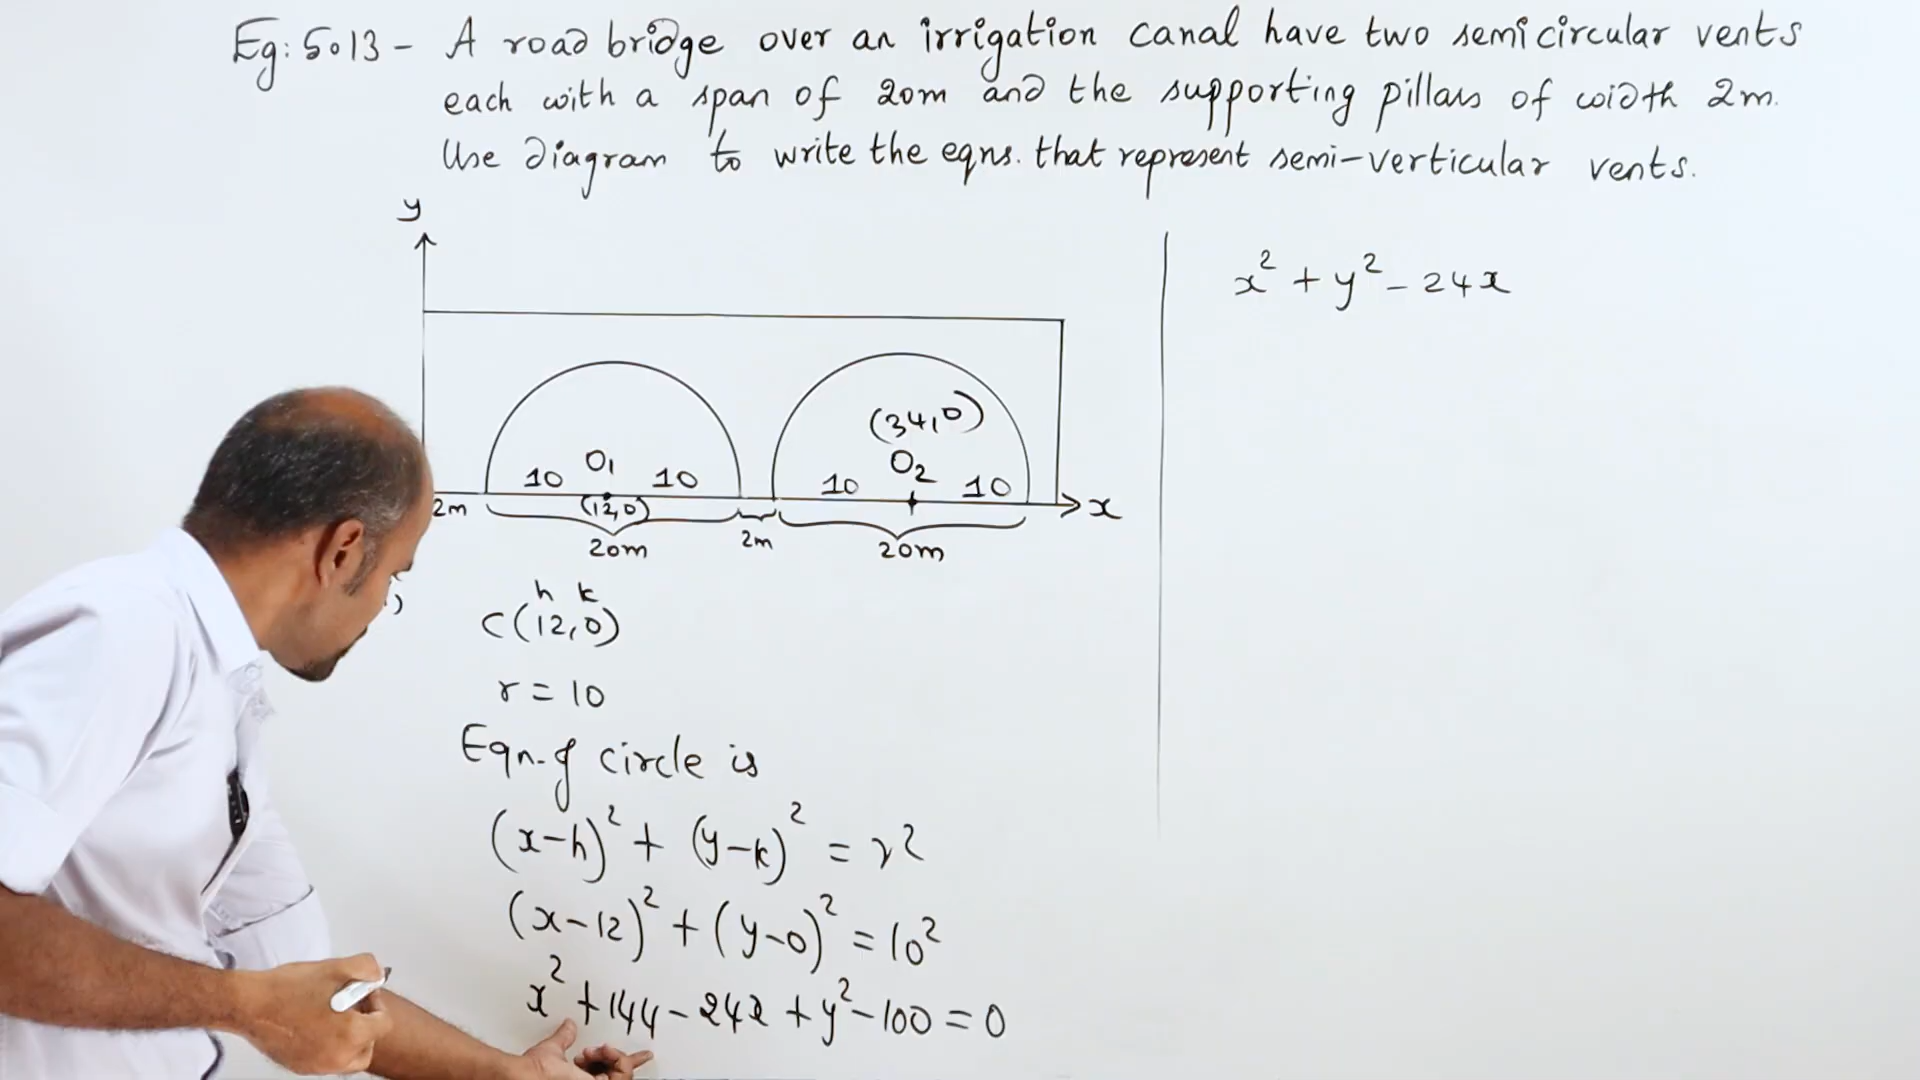 Eg: 5.13 - A road bridge over an irrigation canal have two semi circular vents
each with a span of 20m and the supporting pillars of width 2m.
Use diagram to write the eqns. that represent semi-verticular vents.
y
x² + y² - 24x
(34,0)
10 O₁ 10
10 O₂ 10
2m (12,0) x
20m 2m 20m
h k
C(12,0)
r = 10
Eqn. of circle is
(x-h)² + (y-k)² = r²
(x-12)² + (y-0)² = 10²
x² + 144 - 24x + y² - 100 = 0